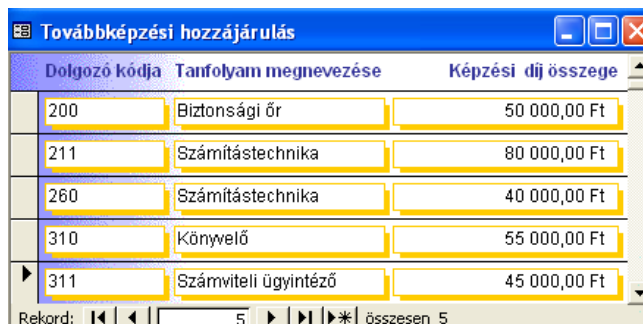 Továbbképzési hozzájárulás
Dolgozó kódja Tanfolyam megnevezése Képzési díj összege
200 Biztonsági őr 50 000,00 Ft
211 Számítástechnika 80 000,00 Ft
260 Számítástechnika 40 000,00 Ft
310 Könyvelő 55 000,00 Ft
311 Számviteli ügyintéző 45 000,00 Ft
Rekord: 5 összesen 5